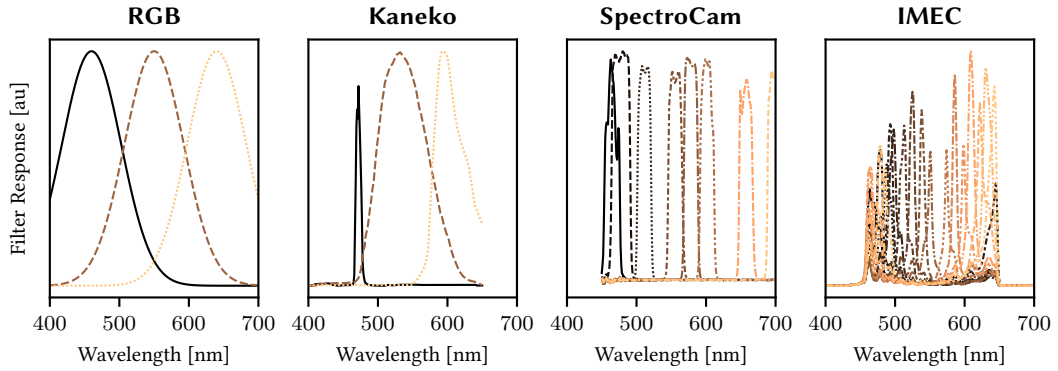 RGB Kaneko SpectroCam IMEC
Filter Response [au]
400 500 600 700 400 500 600 700 400 500 600 700 400 500 600 700
Wavelength [nm] Wavelength [nm] Wavelength [nm] Wavelength [nm]